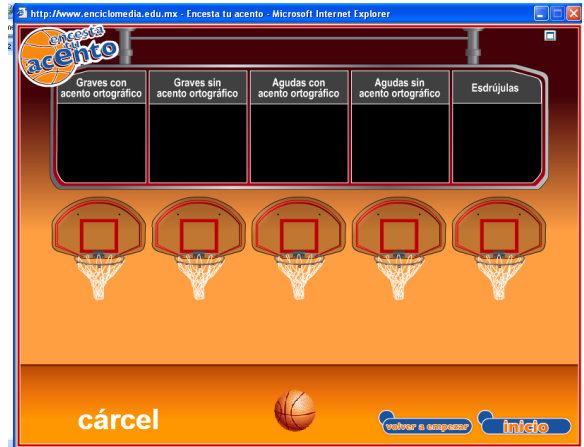 http://www.enciclomedia.edu.mx - Encesta tu acento - Microsoft Internet Explorer
encesta
tu
acento
Graves con
acento ortográfico
Graves sin
acento ortográfico
Agudas con
acento ortográfico
Agudas sin
acento ortográfico
Esdrújulas
cárcel
volver a empezar
inicio